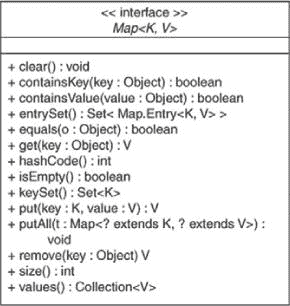 << interface >>
Map<K, V>
+ clear() : void
+ containsKey(key : Object) : boolean
+ containsValue(value : Object) : boolean
+ entrySet() : Set< Map.Entry<K, V> >
+ equals(o : Object) : boolean
+ get(key : Object) : V
+ hashCode() : int
+ isEmpty() : boolean
+ keySet() : Set<K>
+ put(key : K, value : V) : V
+ putAll(t : Map<? extends K, ? extends V>) :
void
+ remove(key : Object) V
+ size() : int
+ values() : Collection<V>